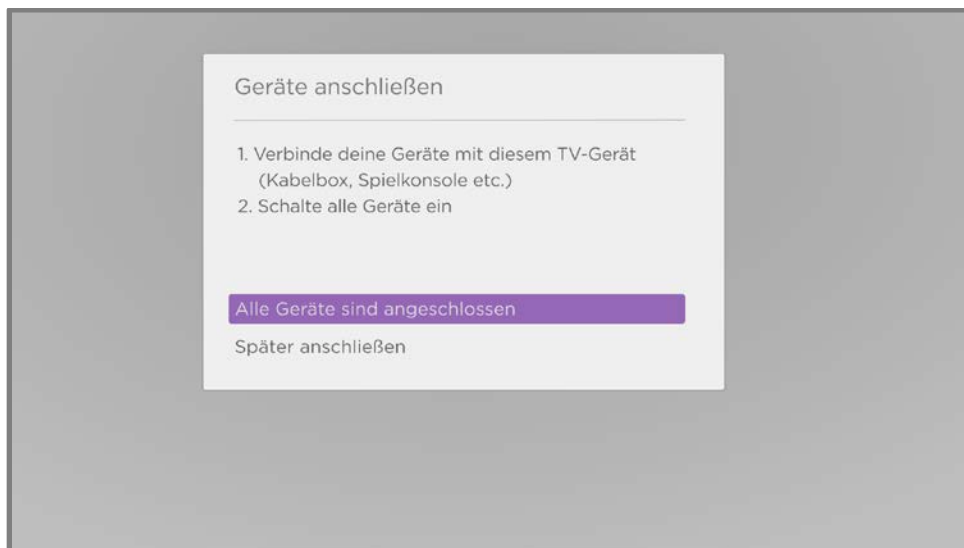 Geräte anschließen
1. Verbinde deine Geräte mit diesem TV-Gerät
(Kabelbox, Spielkonsole etc.)
2. Schalte alle Geräte ein
Alle Geräte sind angeschlossen
Später anschließen